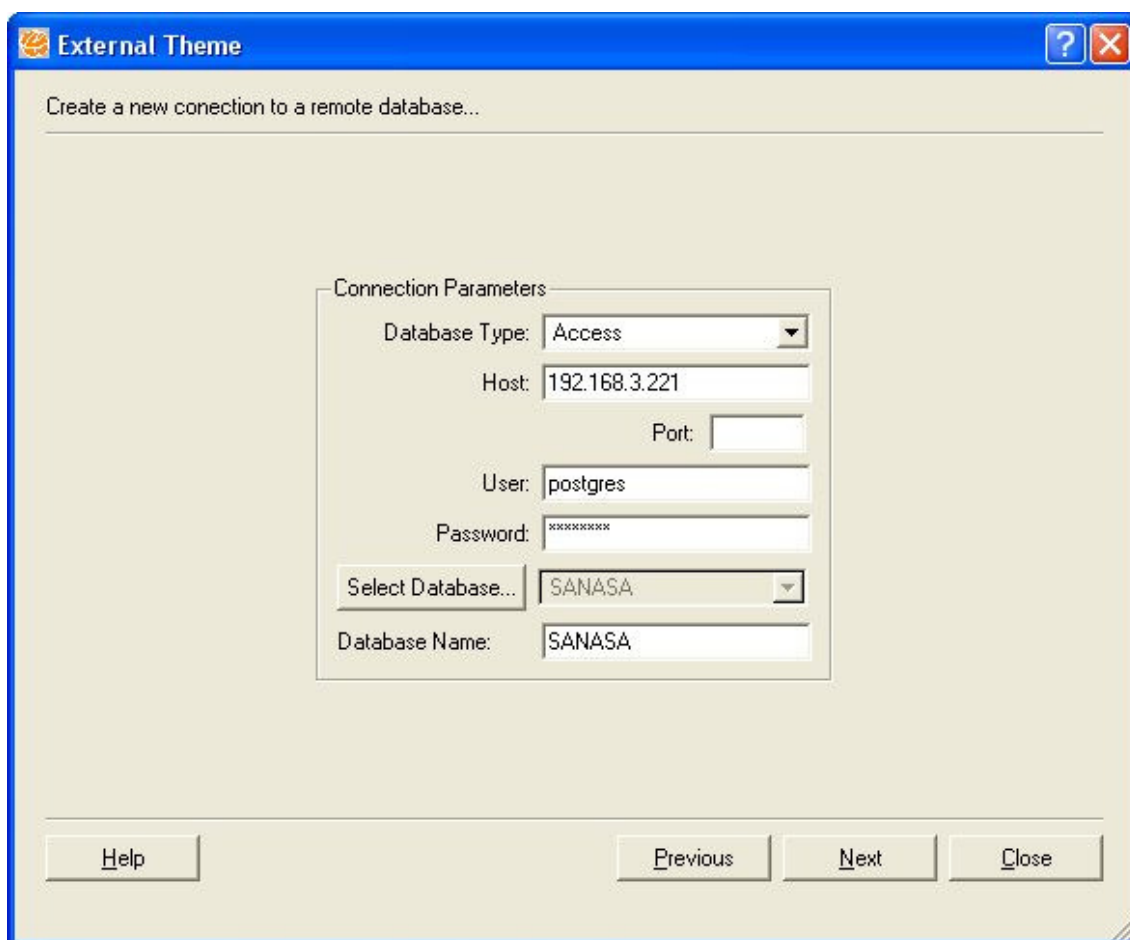 External Theme
Create a new conection to a remote database...
Connection Parameters
Database Type: Access
Host: 192.168.3.221
Port:
User: postgres
Password: ********
Select Database... SANASA
Database Name: SANASA
Help Previous Next Close